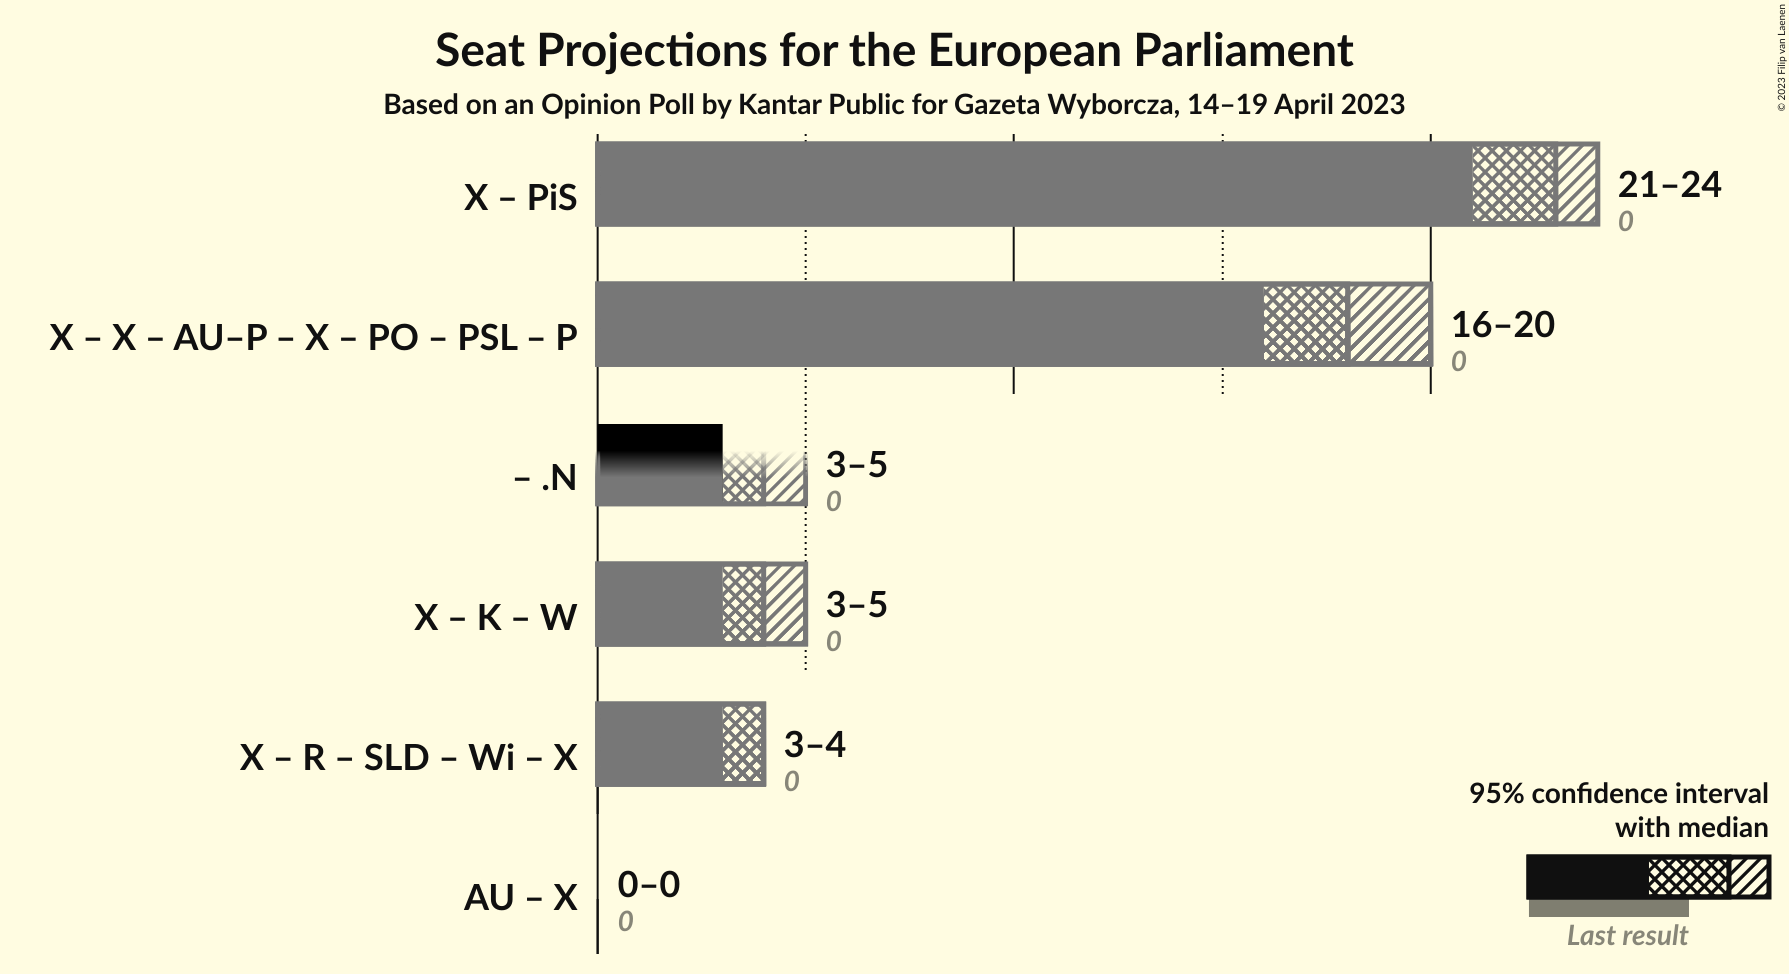 Seat Projections for the European Parliament
Based on an Opinion Poll by Kantar Public for Gazeta Wyborcza, 14–19 April 2023
© 2023 Filip van Laenen
X – PiS
21–24
0
X – X – AU–P – X – PO – PSL – P
16–20
0
– .N
3–5
0
X – K – W
3–5
0
X – R – SLD – Wi – X
3–4
0
AU – X
0–0
0
95% confidence interval
with median
Last result